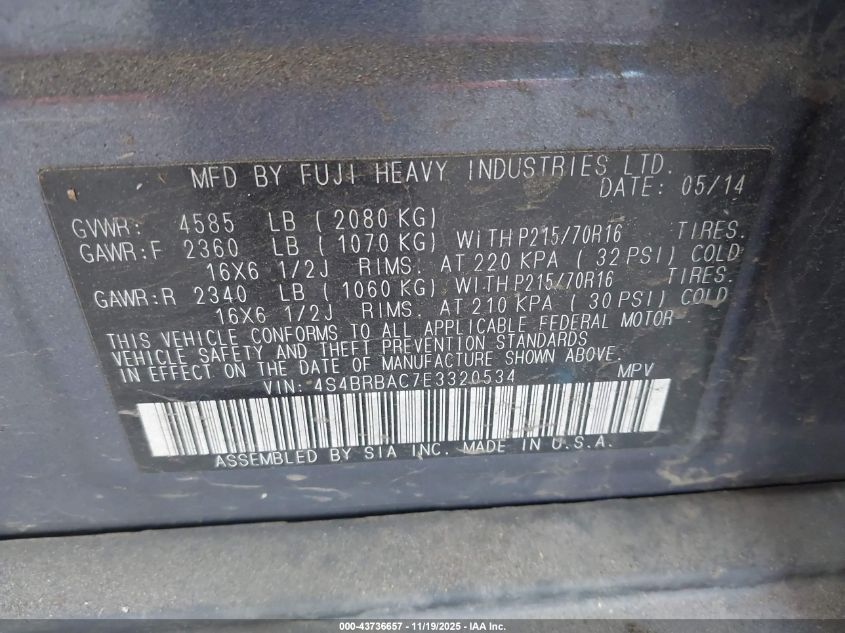 MFD BY FUJI HEAVY INDUSTRIES LTD.
DATE: 05/14
GVWR: 4585 LB (2080 KG)
GAWR:F 2360 LB (1070 KG) WITH P215/70R16 TIRES.
16X6 1/2J RIMS. AT 220 KPA (32 PSI) COLD
GAWR:R 2340 LB (1060 KG) WITH P215/70R16 TIRES.
16X6 1/2J RIMS. AT 210 KPA (30 PSI) COLD
THIS VEHICLE CONFORMS TO ALL APPLICABLE FEDERAL MOTOR
VEHICLE SAFETY AND THEFT PREVENTION STANDARDS
IN EFFECT ON THE DATE OF MANUFACTURE SHOWN ABOVE.
VIN: 4S4BRBAC7E3320534 MPV
ASSEMBLED BY SIA INC. MADE IN U.S.A.
000-43736657 - 11/19/2025 - IAA Inc.